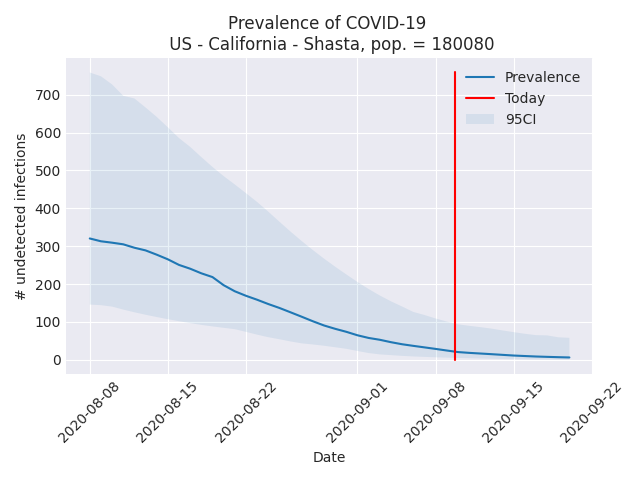 Prevalence of COVID-19
US - California - Shasta, pop. = 180080
Prevalence
Today
95CI
700
600
500
400
300
200
100
0
# undetected infections
2020-08-08
2020-08-15
2020-08-22
2020-09-01
2020-09-08
2020-09-15
2020-09-22
Date